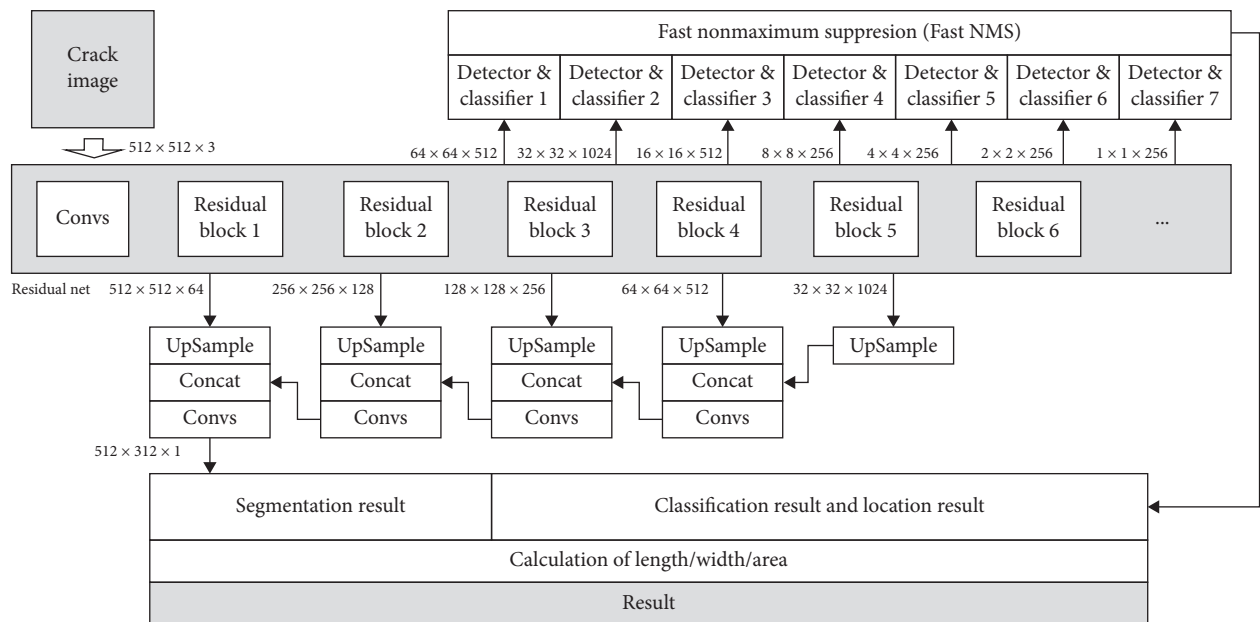 Crack
image
Fast nonmaximum suppresion (Fast NMS)
Detector &
classifier 1
Detector &
classifier 2
Detector &
classifier 3
Detector &
classifier 4
Detector &
classifier 5
Detector &
classifier 6
Detector &
classifier 7
512 × 512 × 3
64 × 64 × 512
32 × 32 × 1024
16 × 16 × 512
8 × 8 × 256
4 × 4 × 256
2 × 2 × 256
1 × 1 × 256
Convs
Residual
block 1
Residual
block 2
Residual
block 3
Residual
block 4
Residual
block 5
Residual
block 6
...
Residual net
512 × 512 × 64
256 × 256 × 128
128 × 128 × 256
64 × 64 × 512
32 × 32 × 1024
UpSample
Concat
Convs
UpSample
Concat
Convs
UpSample
Concat
Convs
UpSample
Concat
Convs
UpSample
512 × 312 × 1
Segmentation result
Classification result and location result
Calculation of length/width/area
Result